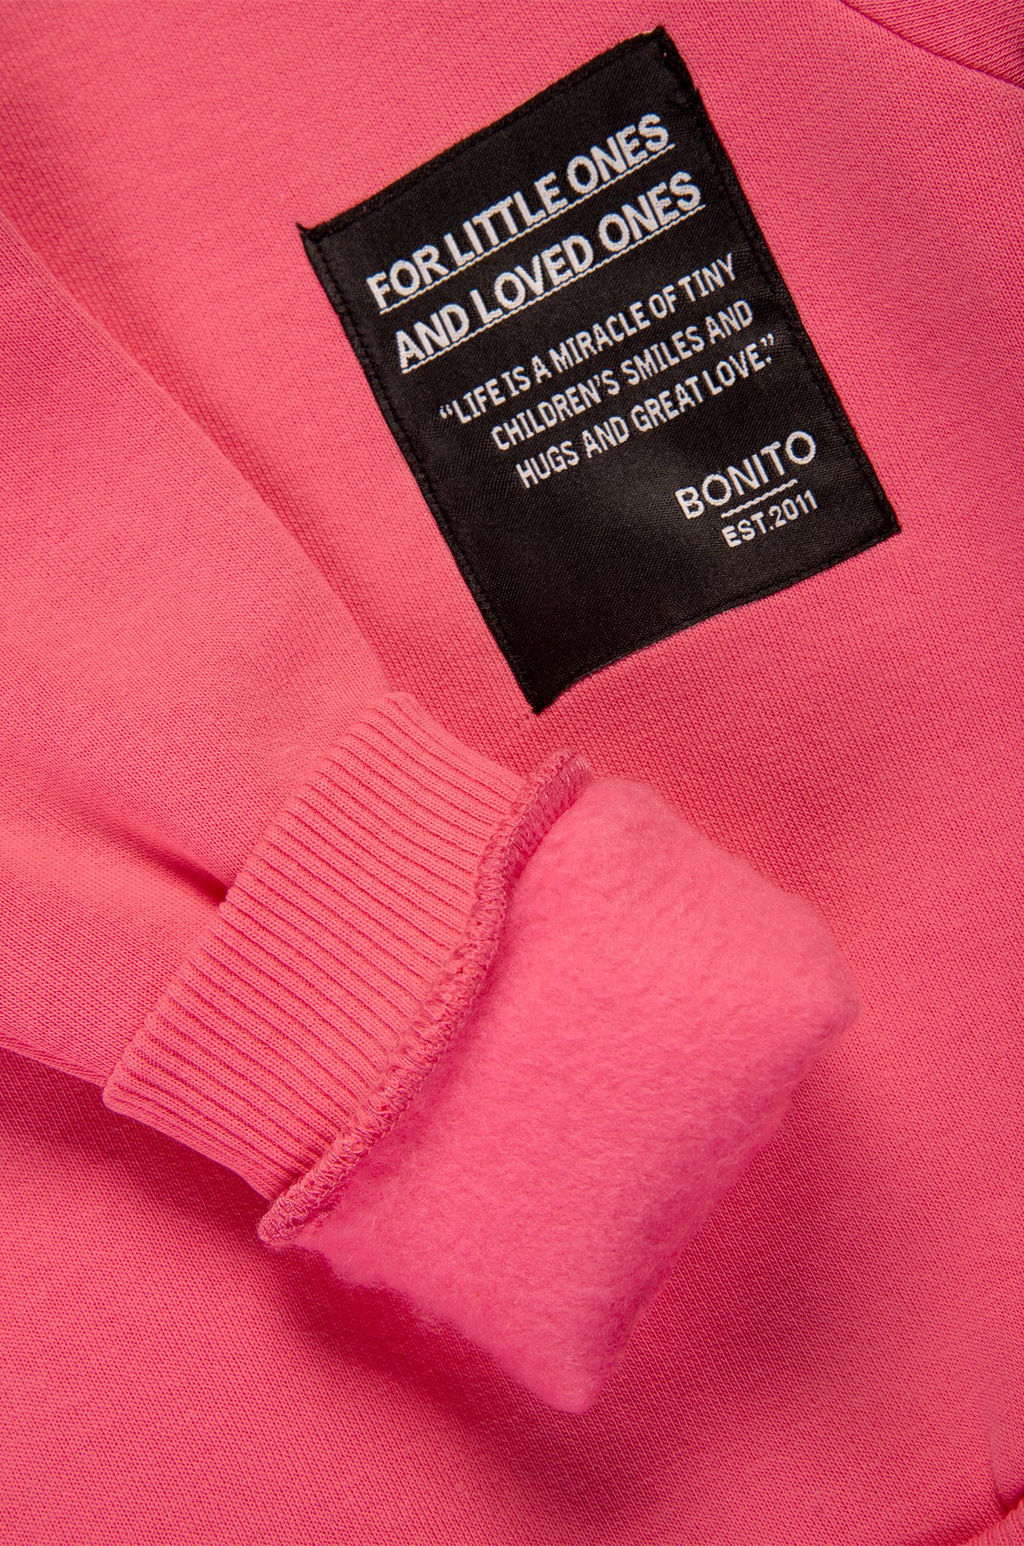 FOR LITTLE ONES
AND LOVED ONES
“LIFE IS A MIRACLE OF TINY
CHILDREN'S SMILES AND
HUGS AND GREAT LOVE.”
BONITO
EST.2011